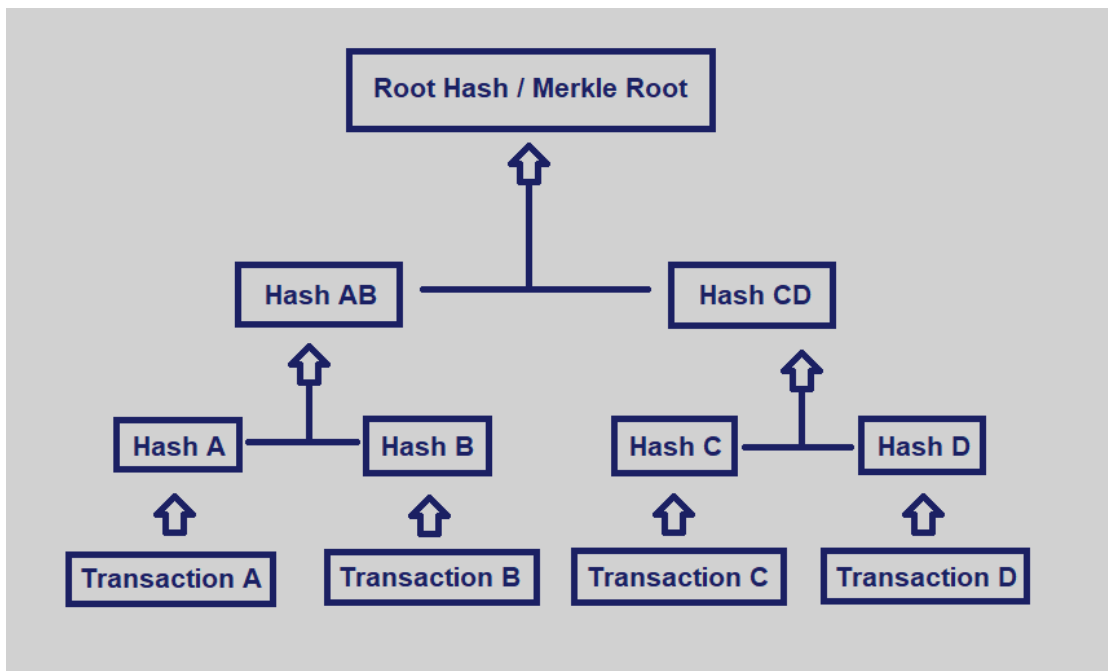 Root Hash / Merkle Root
Hash AB
Hash CD
Hash A
Hash B
Hash C
Hash D
Transaction A
Transaction B
Transaction C
Transaction D